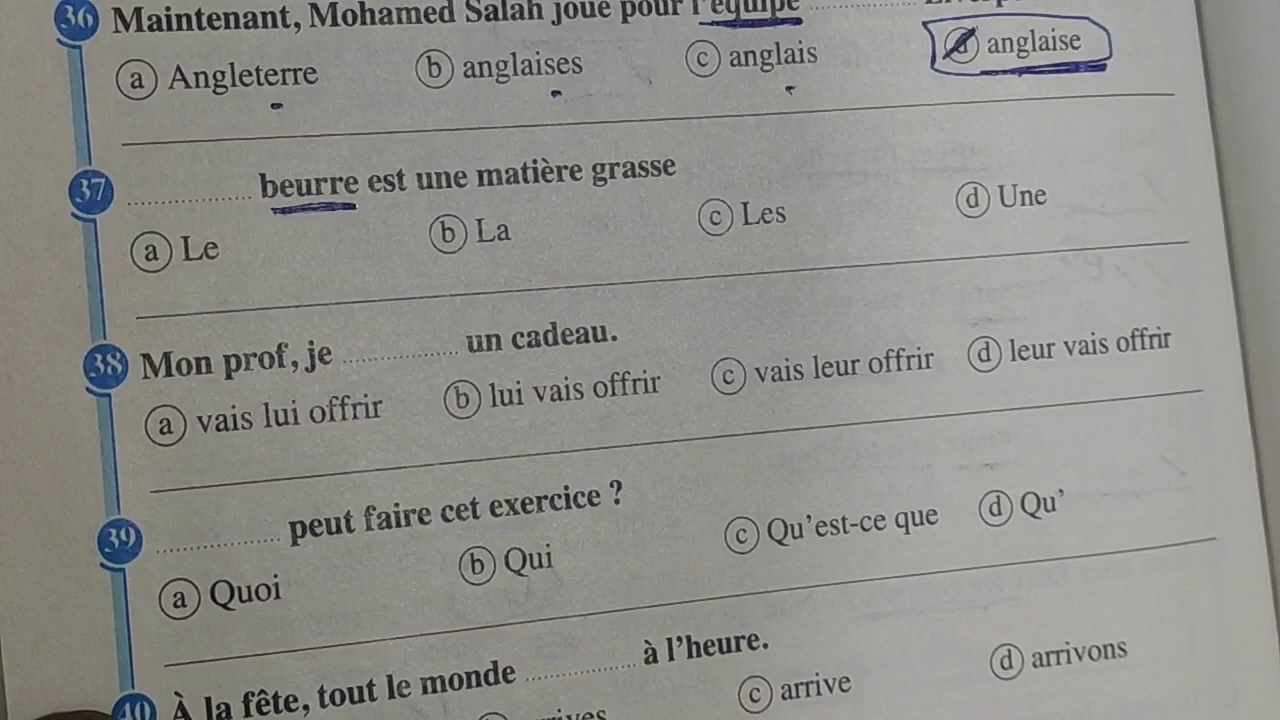 36 Maintenant, Mohamed Salah joue pour l'équipe ....................
a Angleterre b anglaises c anglais d anglaise
37 .................... beurre est une matière grasse
a Le b La c Les d Une
38 Mon prof, je .................... un cadeau.
a vais lui offrir b lui vais offrir c vais leur offrir d leur vais offrir
39 .................... peut faire cet exercice ?
a Quoi b Qui c Qu'est-ce que d Qu'
40 À la fête, tout le monde .................... à l'heure.
c arrive d arrivons